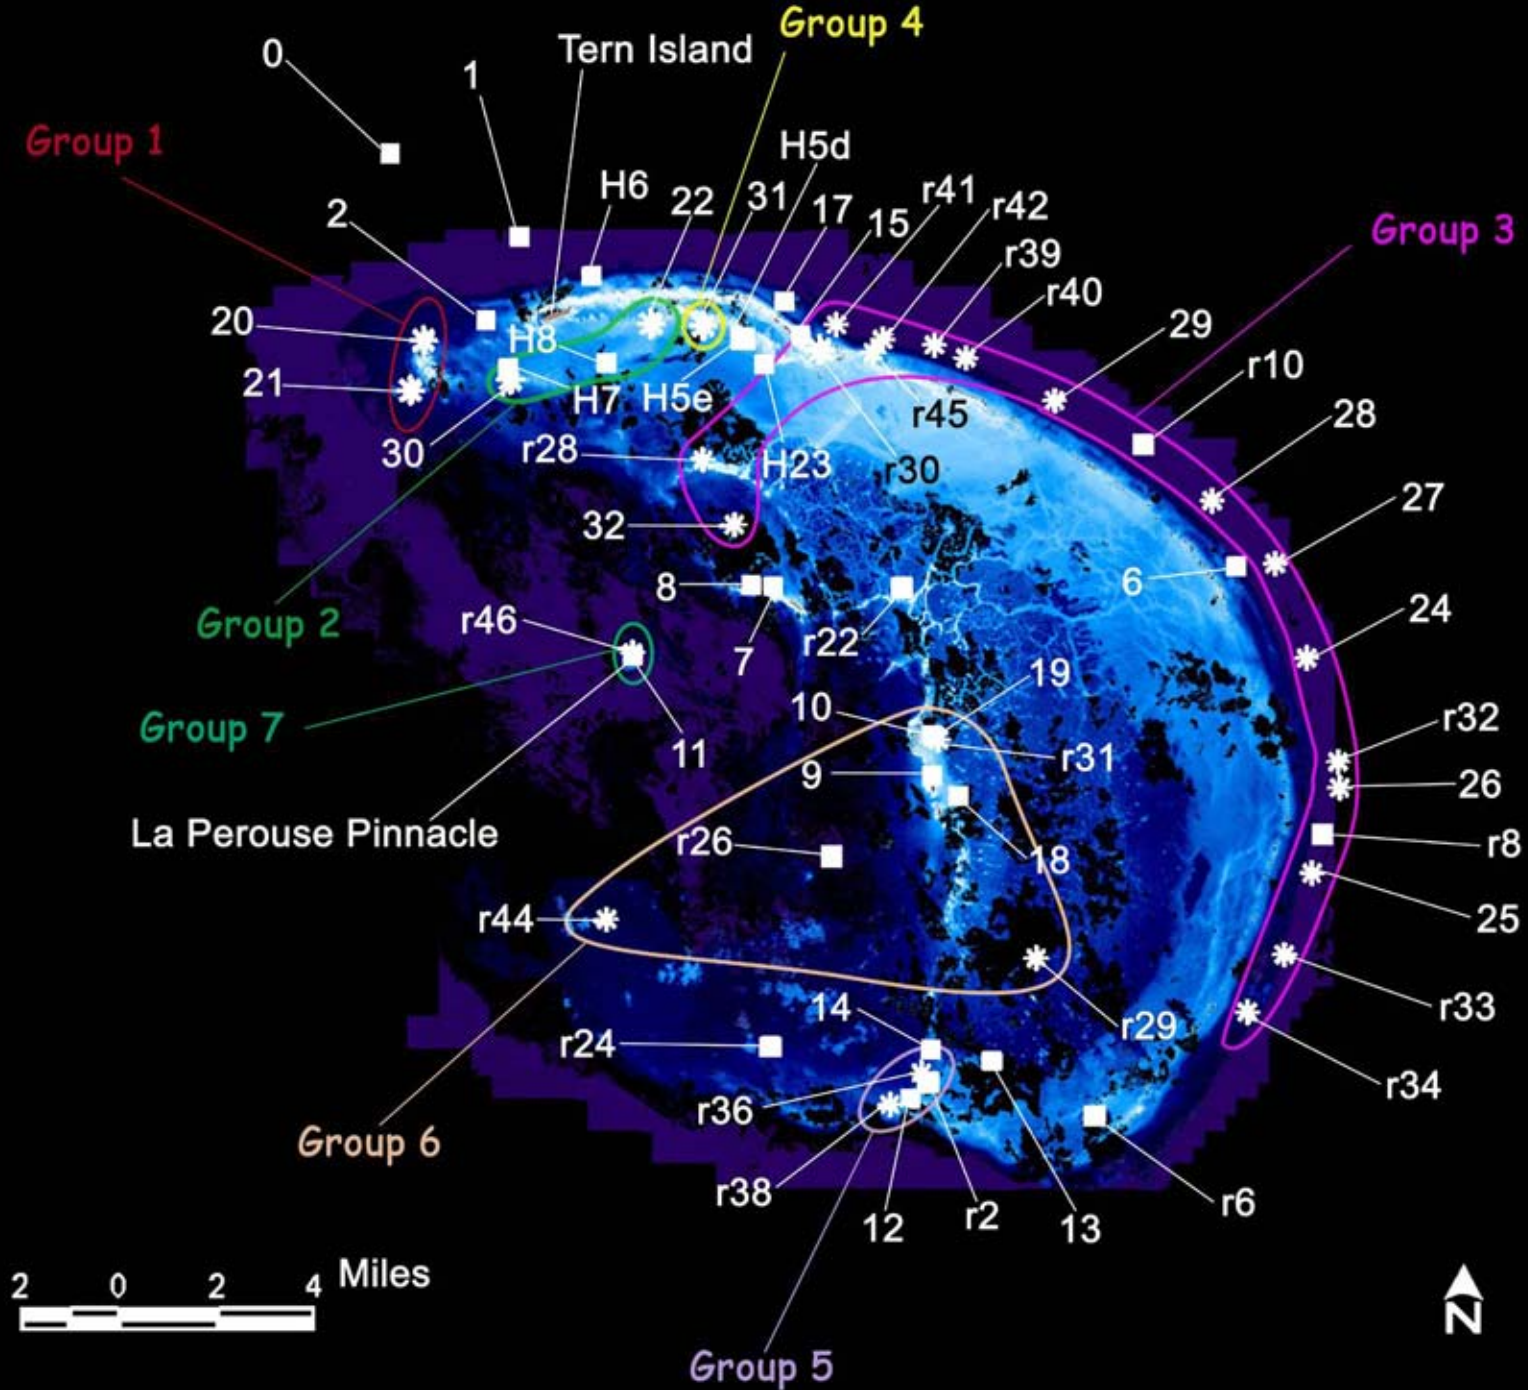 Group 4
0
Tern Island
1
Group 1
H5d
H6
22
31
17
15
r41
r42
Group 3
2
r39
r40
20
H8
29
21
H7
H5e
r10
r45
28
30
r28
H23
r30
27
32
8
6
Group 2
r46
7
r22
24
19
10
Group 7
r32
11
r31
9
26
La Perouse Pinnacle
r26
18
r8
r44
25
14
r29
r33
r24
r34
r36
Group 6
r38
12
r2
13
r6
2 0 2 4 Miles
N
Group 5